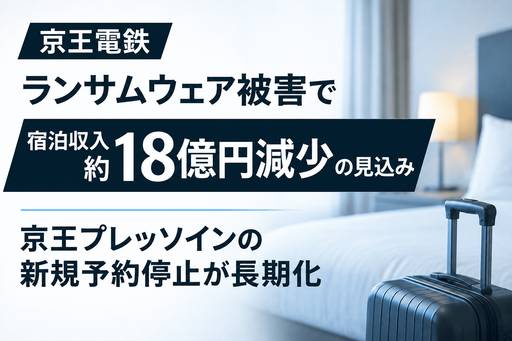 京王電鉄
ランサムウェア被害で
宿泊収入
約18億円減少の見込み
京王プレッソインの
新規予約停止が長期化